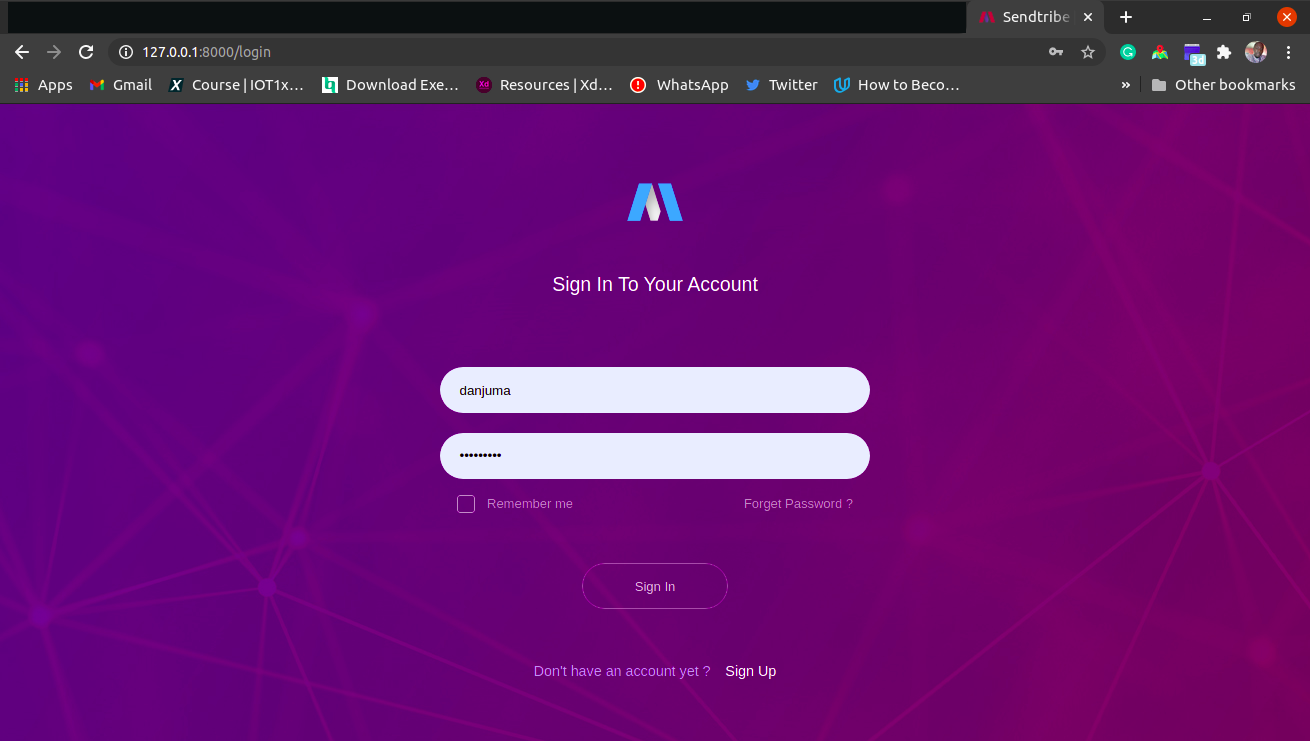 Sendtribe
127.0.0.1:8000/login
3d
Apps Gmail X Course | IOT1x… Download Exe… Xd Resources | Xd… WhatsApp Twitter How to Beco… » Other bookmarks
Sign In To Your Account
danjuma
•••••••••
Remember me Forget Password ?
Sign In
Don't have an account yet ? Sign Up